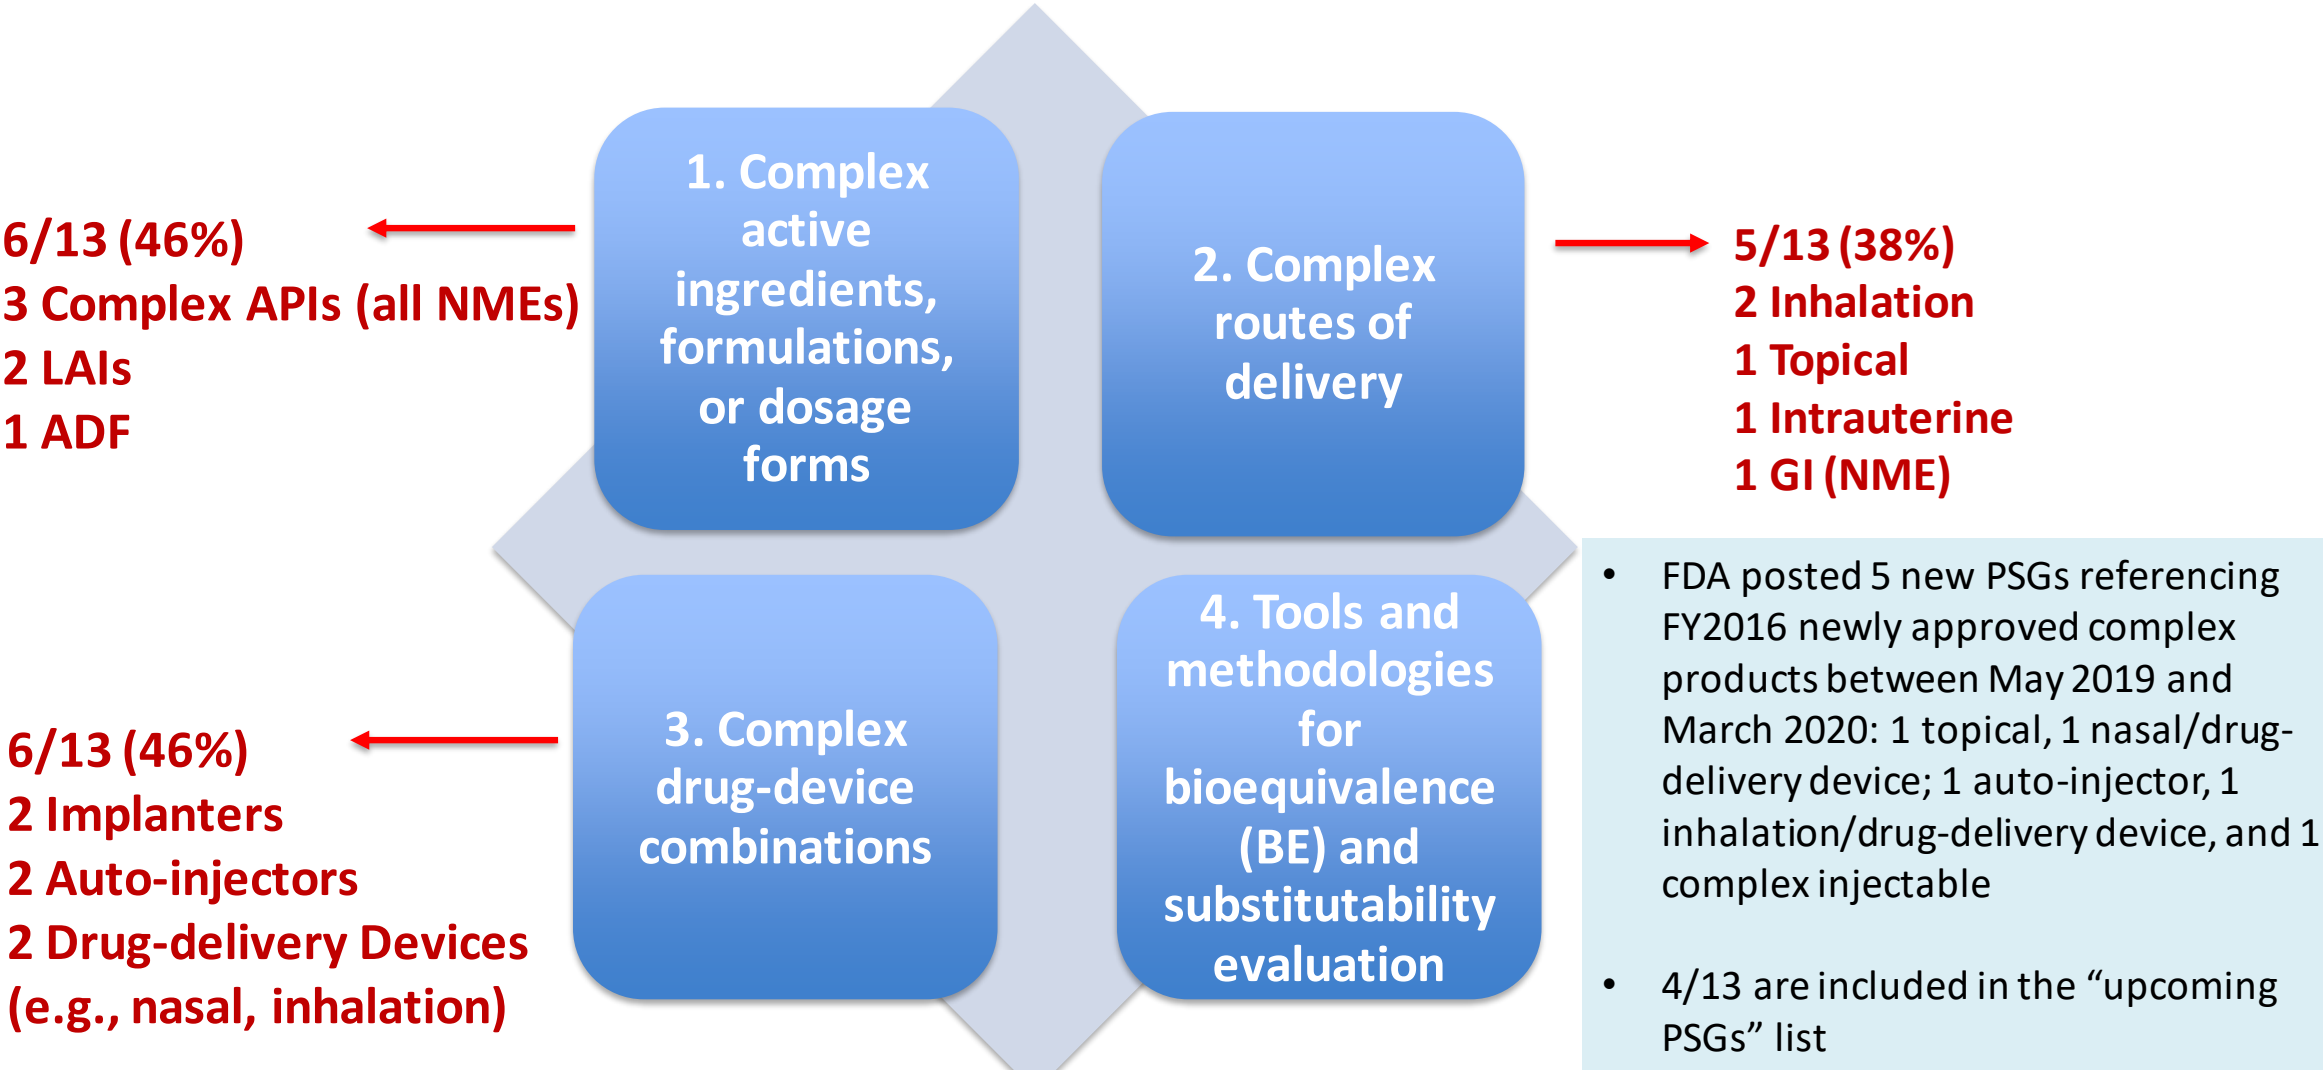 1. Complex
active
ingredients,
formulations,
or dosage
forms
6/13 (46%)
3 Complex APIs (all NMEs)
2 LAIs
1 ADF
2. Complex
routes of
delivery
5/13 (38%)
2 Inhalation
1 Topical
1 Intrauterine
1 GI (NME)
3. Complex
drug-device
combinations
6/13 (46%)
2 Implanters
2 Auto-injectors
2 Drug-delivery Devices
(e.g., nasal, inhalation)
4. Tools and
methodologies
for
bioequivalence
(BE) and
substitutability
evaluation
• FDA posted 5 new PSGs referencing
FY2016 newly approved complex
products between May 2019 and
March 2020: 1 topical, 1 nasal/drug-
delivery device; 1 auto-injector, 1
inhalation/drug-delivery device, and 1
complex injectable
• 4/13 are included in the “upcoming
PSGs” list